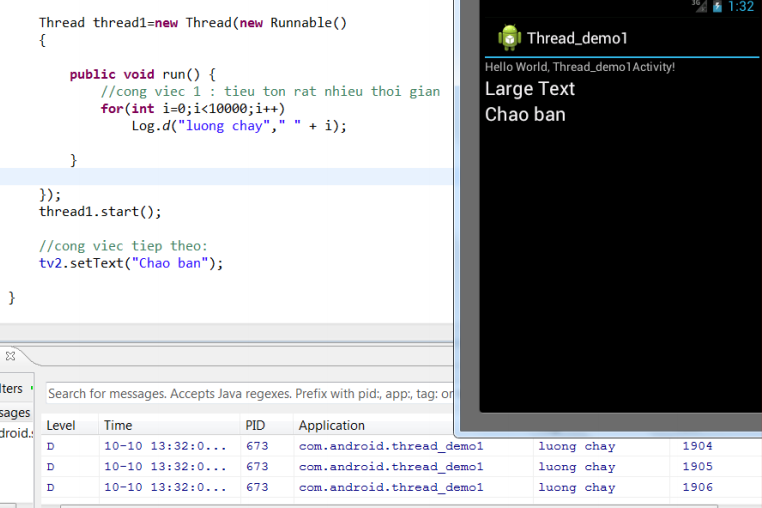 Thread thread1=new Thread(new Runnable()
{
public void run() {
//cong viec 1 : tieu ton rat nhieu thoi gian
for(int i=0;i<10000;i++)
Log.d("luong chay"," " + i);
}
});
thread1.start();
//cong viec tiep theo:
tv2.setText("Chao ban");
}
3G 1:32
Thread_demo1
Hello World, Thread_demo1Activity!
Large Text
Chao ban
Search for messages. Accepts Java regexes. Prefix with pid:, app:, tag: or
Level Time PID Application
D 10-10 13:32:0... 673 com.android.thread_demo1 luong chay 1904
D 10-10 13:32:0... 673 com.android.thread_demo1 luong chay 1905
D 10-10 13:32:0... 673 com.android.thread_demo1 luong chay 1906